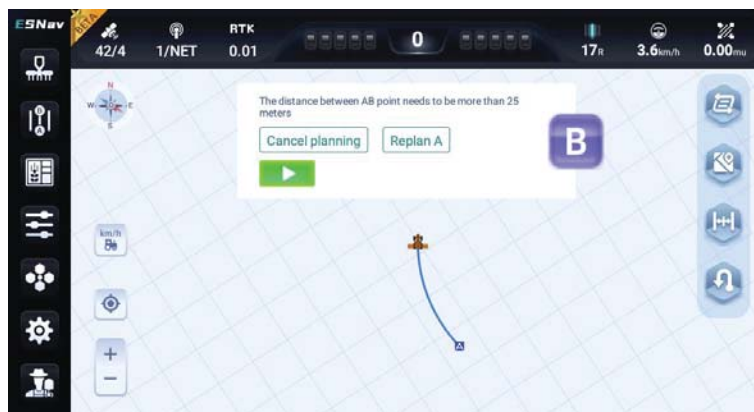 ESNav
BETA
42/4
1/NET
RTK
0.01
0
17R
3.6km/h
0.00mu
B
A
N
W
E
S
The distance between AB point needs to be more than 25
meters
Cancel planning
Replan A
B
km/h
+
−
A